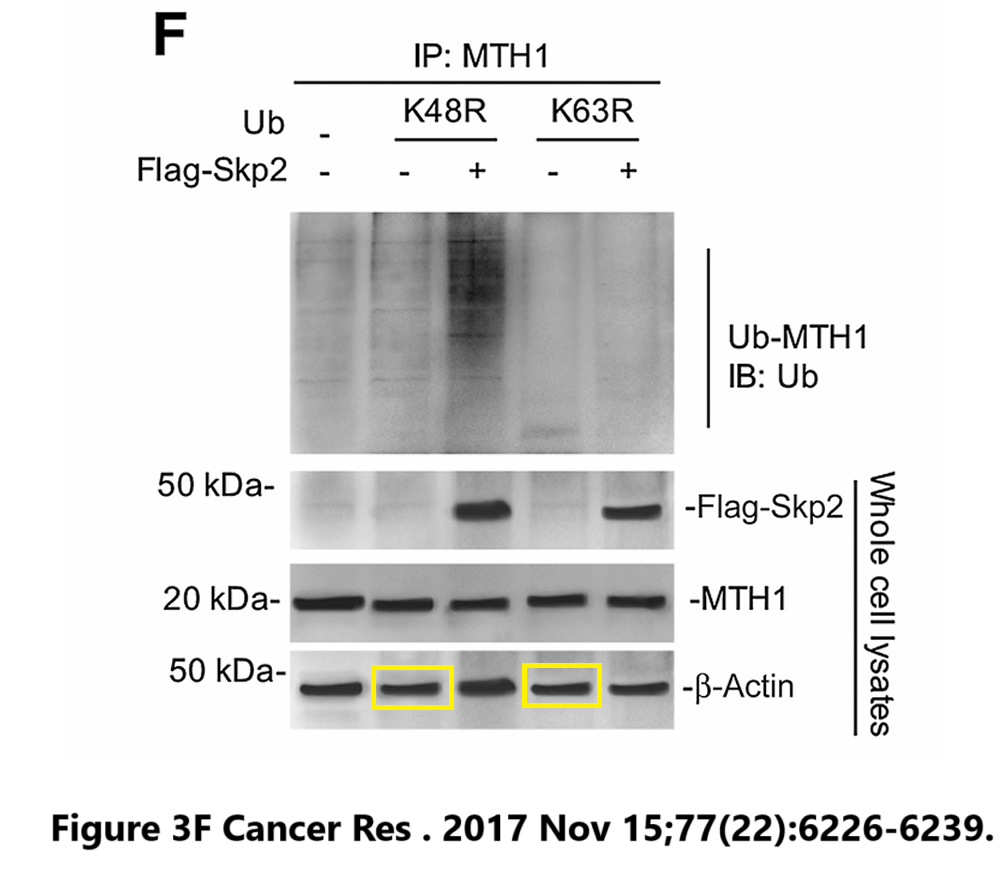 F
IP: MTH1
Ub - K48R K63R
Flag-Skp2 - - + - +
Ub-MTH1
IB: Ub
50 kDa-
-Flag-Skp2
20 kDa-
-MTH1
50 kDa-
-β-Actin
Whole cell lysates
Figure 3F Cancer Res . 2017 Nov 15;77(22):6226-6239.